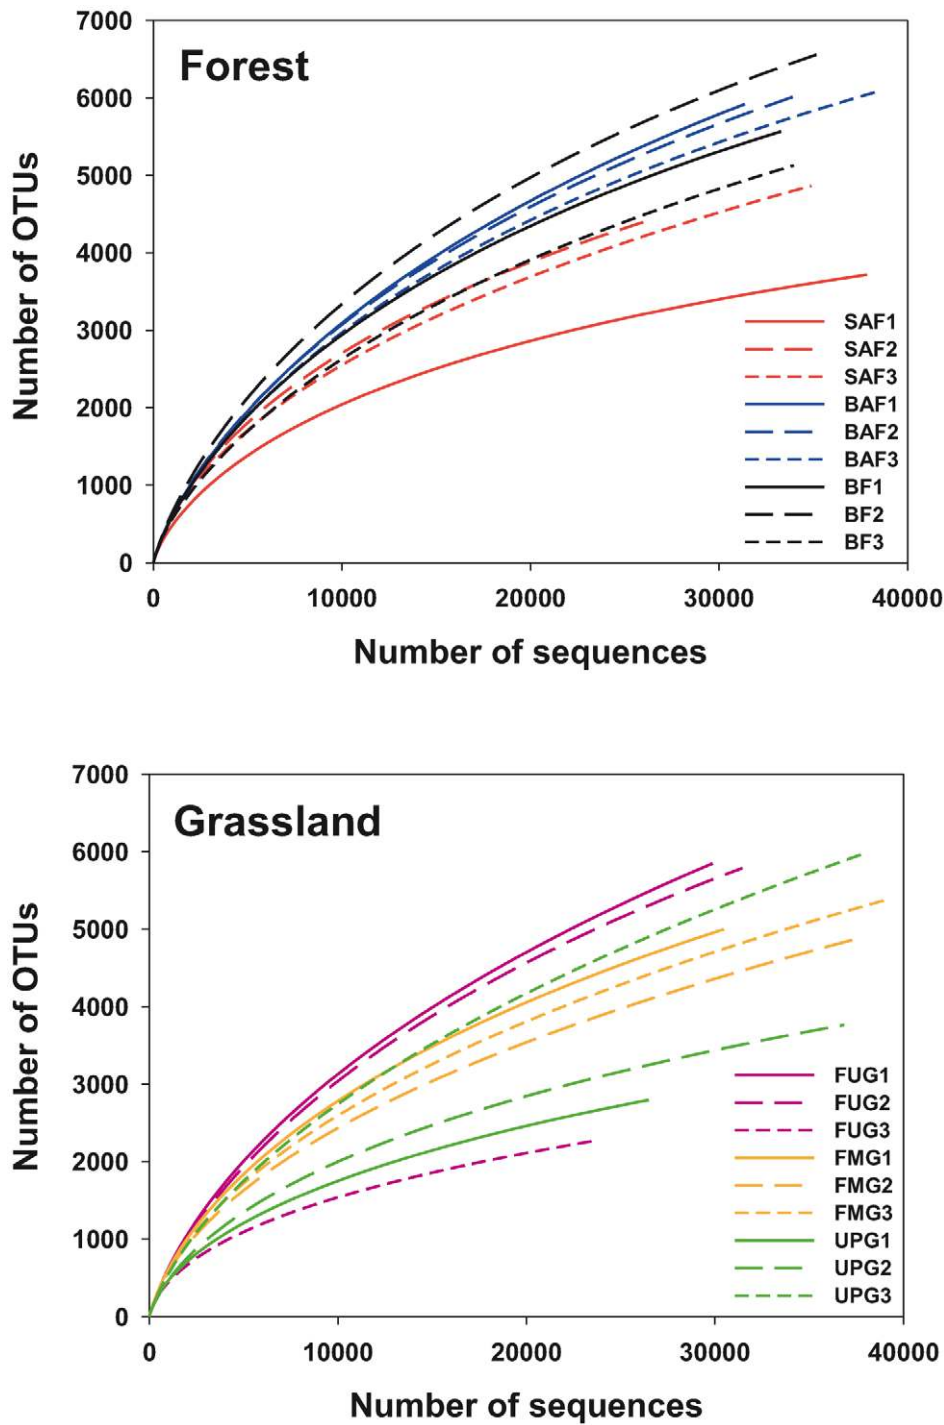 7000
Forest
6000
5000
4000
3000
2000
1000
0
Number of OTUs
SAF1
SAF2
SAF3
BAF1
BAF2
BAF3
BF1
BF2
BF3
0 10000 20000 30000 40000
Number of sequences
7000
Grassland
6000
5000
4000
3000
2000
1000
0
Number of OTUs
FUG1
FUG2
FUG3
FMG1
FMG2
FMG3
UPG1
UPG2
UPG3
0 10000 20000 30000 40000
Number of sequences